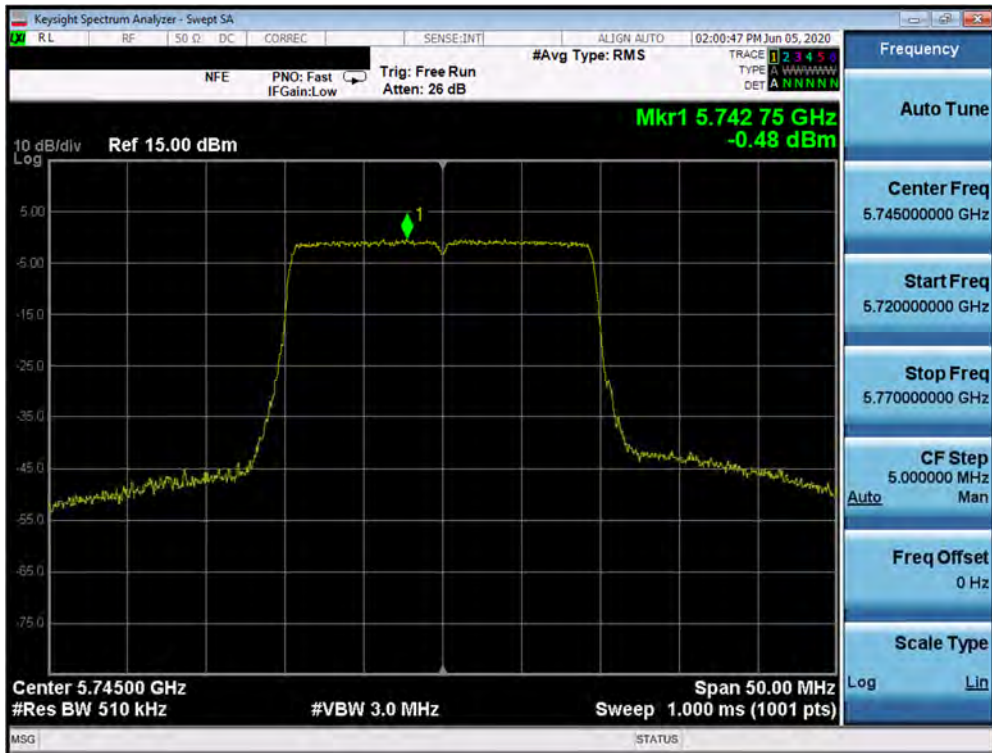 Keysight Spectrum Analyzer - Swept SA
LXI RL RF 50 Ω DC CORREC SENSE:INT ALIGN AUTO 02:00:47 PM Jun 05, 2020
NFE PNO: Fast Trig: Free Run #Avg Type: RMS TRACE 1 2 3 4 5 6
IFGain:Low Atten: 26 dB TYPE A WWWWW
DET A N N N N N
Mkr1 5.742 75 GHz
-0.48 dBm
10 dB/div Ref 15.00 dBm
Log
1
5.00
-5.00
-15.0
-25.0
-35.0
-45.0
-55.0
-65.0
-75.0
Center 5.74500 GHz Span 50.00 MHz
#Res BW 510 kHz #VBW 3.0 MHz Sweep 1.000 ms (1001 pts)
MSG STATUS
Frequency
Auto Tune
Center Freq
5.745000000 GHz
Start Freq
5.720000000 GHz
Stop Freq
5.770000000 GHz
CF Step
5.000000 MHz
Auto Man
Freq Offset
0 Hz
Scale Type
Log Lin